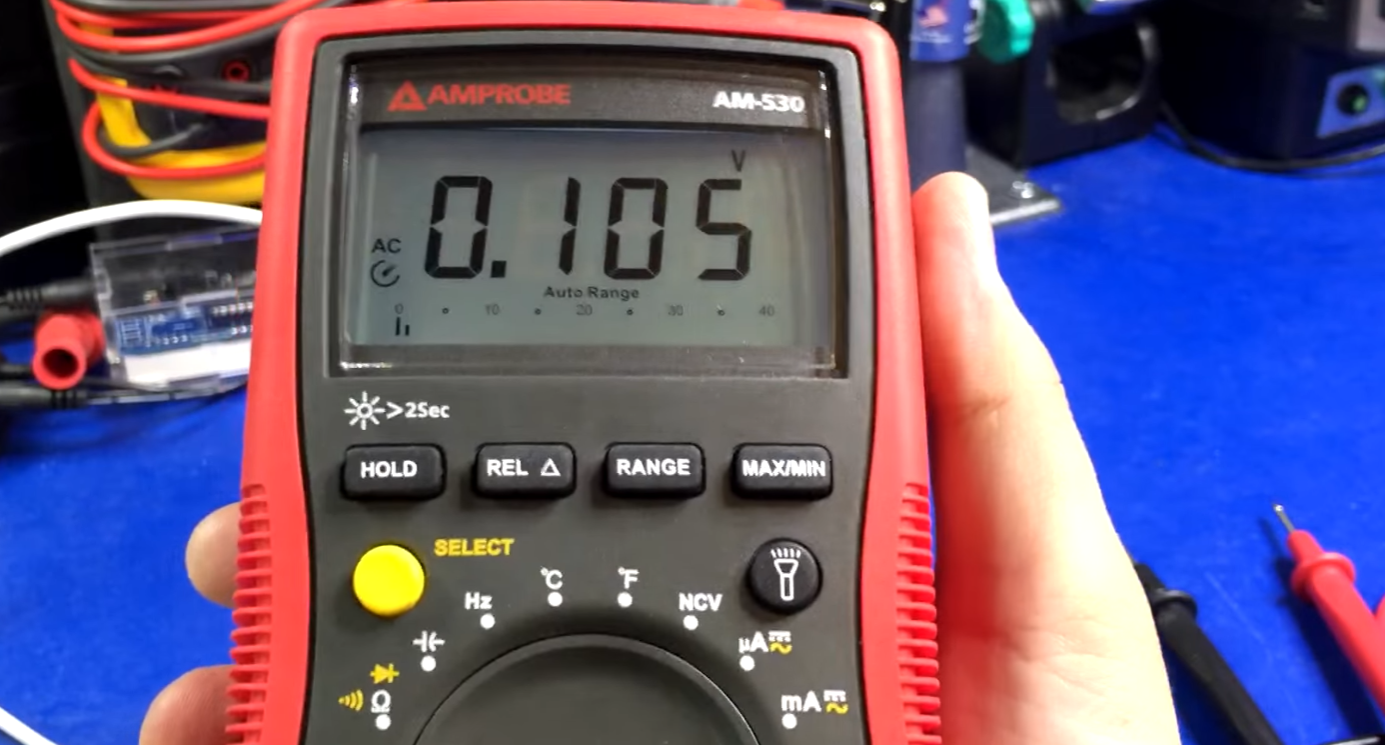 AMPROBE AM-530
V
0.105
AC
Auto Range
0 10 20 30 40
>2Sec
HOLD REL △ RANGE MAX/MIN
SELECT
°C °F
Hz NCV
µA
Ω mA